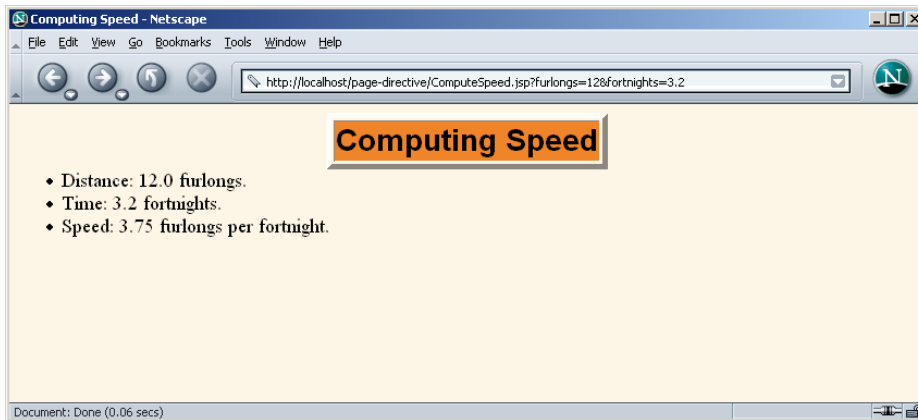 N Computing Speed - Netscape
File Edit View Go Bookmarks Tools Window Help
http://localhost/page-directive/ComputeSpeed.jsp?furlongs=12&fortnights=3.2
N
Computing Speed
• Distance: 12.0 furlongs.
• Time: 3.2 fortnights.
• Speed: 3.75 furlongs per fortnight.
Document: Done (0.06 secs)